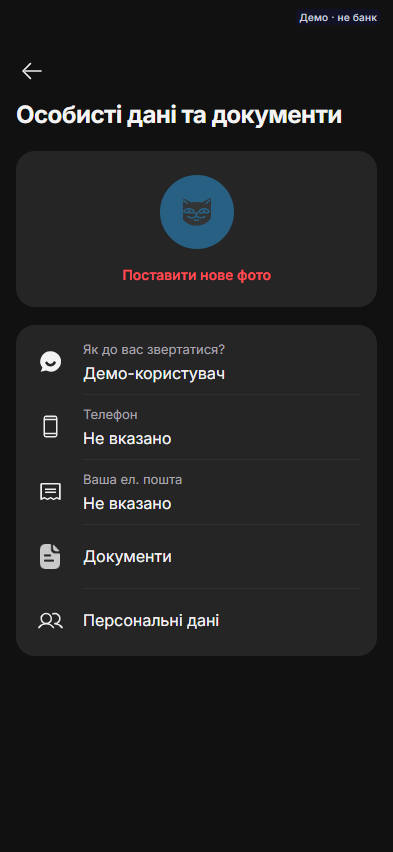 Демо · не банк
Особисті дані та документи
Поставити нове фото
Як до вас звертатися?
Демо-користувач
Телефон
Не вказано
Ваша ел. пошта
Не вказано
Документи
Персональні дані